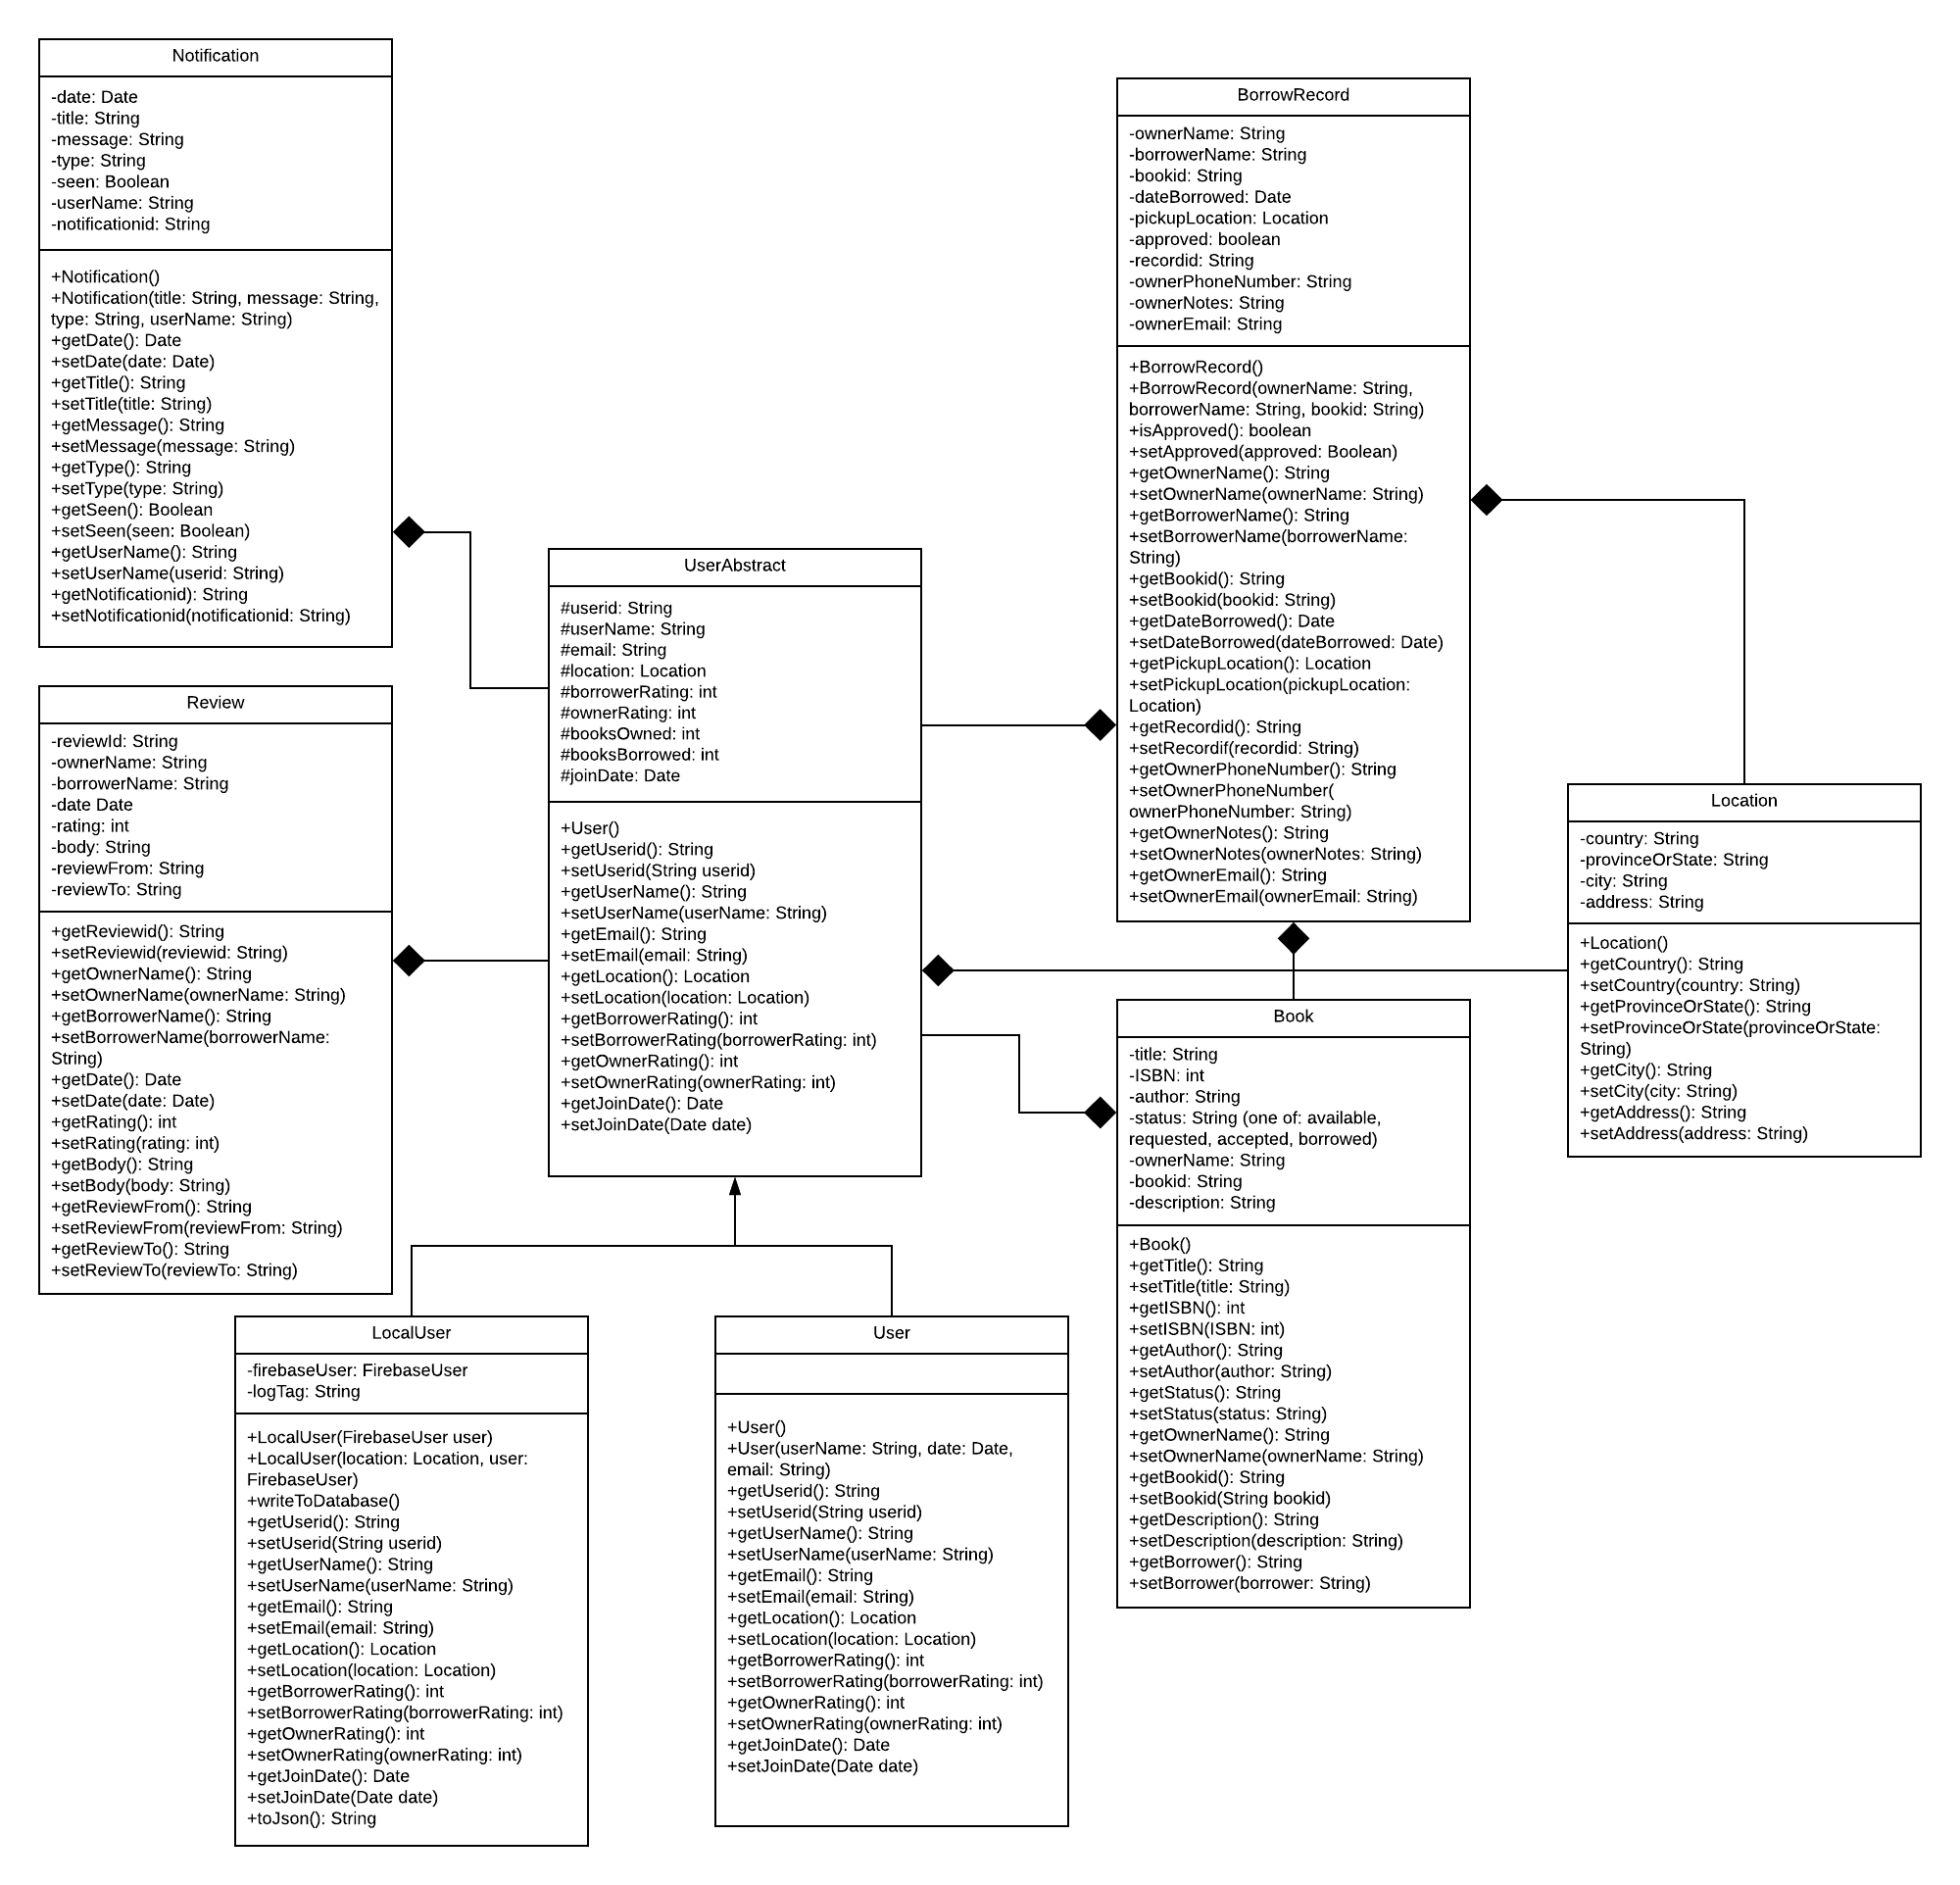 Notification
-date: Date
-title: String
-message: String
-type: String
-seen: Boolean
-userName: String
-notificationid: String
+Notification()
+Notification(title: String, message: String,
type: String, userName: String)
+getDate(): Date
+setDate(date: Date)
+getTitle(): String
+setTitle(title: String)
+getMessage(): String
+setMessage(message: String)
+getType(): String
+setType(type: String)
+getSeen(): Boolean
+setSeen(seen: Boolean)
+getUserName(): String
+setUserName(userid: String)
+getNotificationid): String
+setNotificationid(notificationid: String)
Review
-reviewId: String
-ownerName: String
-borrowerName: String
-date Date
-rating: int
-body: String
-reviewFrom: String
-reviewTo: String
+getReviewid(): String
+setReviewid(reviewid: String)
+getOwnerName(): String
+setOwnerName(ownerName: String)
+getBorrowerName(): String
+setBorrowerName(borrowerName:
String)
+getDate(): Date
+setDate(date: Date)
+getRating(): int
+setRating(rating: int)
+getBody(): String
+setBody(body: String)
+getReviewFrom(): String
+setReviewFrom(reviewFrom: String)
+getReviewTo(): String
+setReviewTo(reviewTo: String)
UserAbstract
#userid: String
#userName: String
#email: String
#location: Location
#borrowerRating: int
#ownerRating: int
#booksOwned: int
#booksBorrowed: int
#joinDate: Date
+User()
+getUserid(): String
+setUserid(String userid)
+getUserName(): String
+setUserName(userName: String)
+getEmail(): String
+setEmail(email: String)
+getLocation(): Location
+setLocation(location: Location)
+getBorrowerRating(): int
+setBorrowerRating(borrowerRating: int)
+getOwnerRating(): int
+setOwnerRating(ownerRating: int)
+getJoinDate(): Date
+setJoinDate(Date date)
BorrowRecord
-ownerName: String
-borrowerName: String
-bookid: String
-dateBorrowed: Date
-pickupLocation: Location
-approved: boolean
-recordid: String
-ownerPhoneNumber: String
-ownerNotes: String
-ownerEmail: String
+BorrowRecord()
+BorrowRecord(ownerName: String,
borrowerName: String, bookid: String)
+isApproved(): boolean
+setApproved(approved: Boolean)
+getOwnerName(): String
+setOwnerName(ownerName: String)
+getBorrowerName(): String
+setBorrowerName(borrowerName:
String)
+getBookid(): String
+setBookid(bookid: String)
+getDateBorrowed(): Date
+setDateBorrowed(dateBorrowed: Date)
+getPickupLocation(): Location
+setPickupLocation(pickupLocation:
Location)
+getRecordid(): String
+setRecordif(recordid: String)
+getOwnerPhoneNumber(): String
+setOwnerPhoneNumber(
ownerPhoneNumber: String)
+getOwnerNotes(): String
+setOwnerNotes(ownerNotes: String)
+getOwnerEmail(): String
+setOwnerEmail(ownerEmail: String)
Location
-country: String
-provinceOrState: String
-city: String
-address: String
+Location()
+getCountry(): String
+setCountry(country: String)
+getProvinceOrState(): String
+setProvinceOrState(provinceOrState:
String)
+getCity(): String
+setCity(city: String)
+getAddress(): String
+setAddress(address: String)
Book
-title: String
-ISBN: int
-author: String
-status: String (one of: available,
requested, accepted, borrowed)
-ownerName: String
-bookid: String
-description: String
+Book()
+getTitle(): String
+setTitle(title: String)
+getISBN(): int
+setISBN(ISBN: int)
+getAuthor(): String
+setAuthor(author: String)
+getStatus(): String
+setStatus(status: String)
+getOwnerName(): String
+setOwnerName(ownerName: String)
+getBookid(): String
+setBookid(String bookid)
+getDescription(): String
+setDescription(description: String)
+getBorrower(): String
+setBorrower(borrower: String)
LocalUser
-firebaseUser: FirebaseUser
-logTag: String
+LocalUser(FirebaseUser user)
+LocalUser(location: Location, user:
FirebaseUser)
+writeToDatabase()
+getUserid(): String
+setUserid(String userid)
+getUserName(): String
+setUserName(userName: String)
+getEmail(): String
+setEmail(email: String)
+getLocation(): Location
+setLocation(location: Location)
+getBorrowerRating(): int
+setBorrowerRating(borrowerRating: int)
+getOwnerRating(): int
+setOwnerRating(ownerRating: int)
+getJoinDate(): Date
+setJoinDate(Date date)
+toJson(): String
User
+User()
+User(userName: String, date: Date,
email: String)
+getUserid(): String
+setUserid(String userid)
+getUserName(): String
+setUserName(userName: String)
+getEmail(): String
+setEmail(email: String)
+getLocation(): Location
+setLocation(location: Location)
+getBorrowerRating(): int
+setBorrowerRating(borrowerRating: int)
+getOwnerRating(): int
+setOwnerRating(ownerRating: int)
+getJoinDate(): Date
+setJoinDate(Date date)